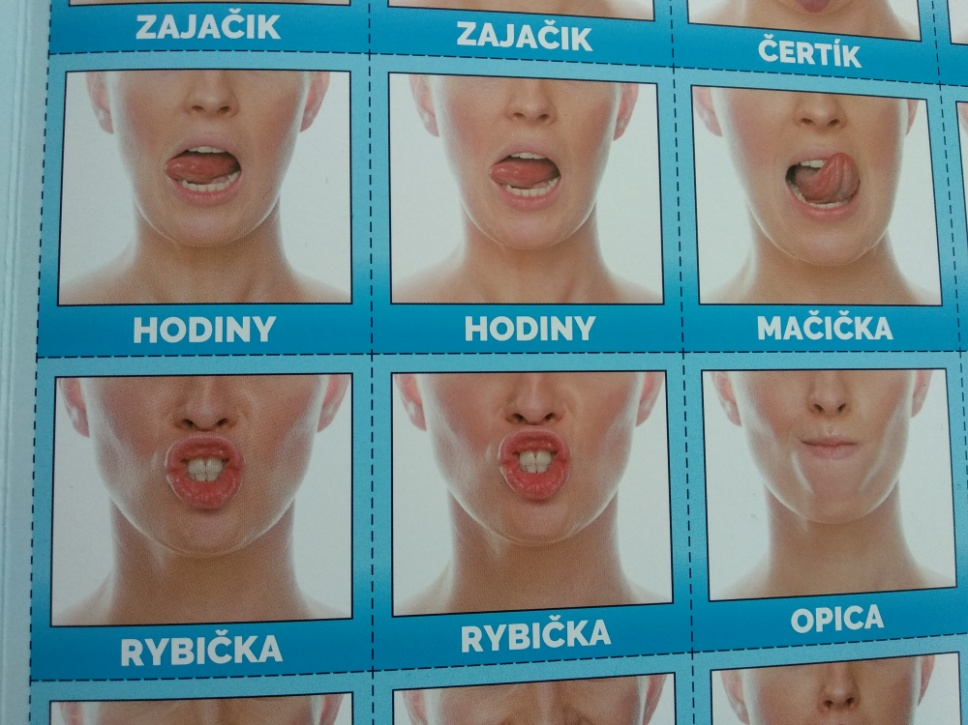 ZAJAČIK
ZAJAČIK
ČERTÍK
HODINY
HODINY
MAČIČKA
RYBIČKA
RYBIČKA
OPICA